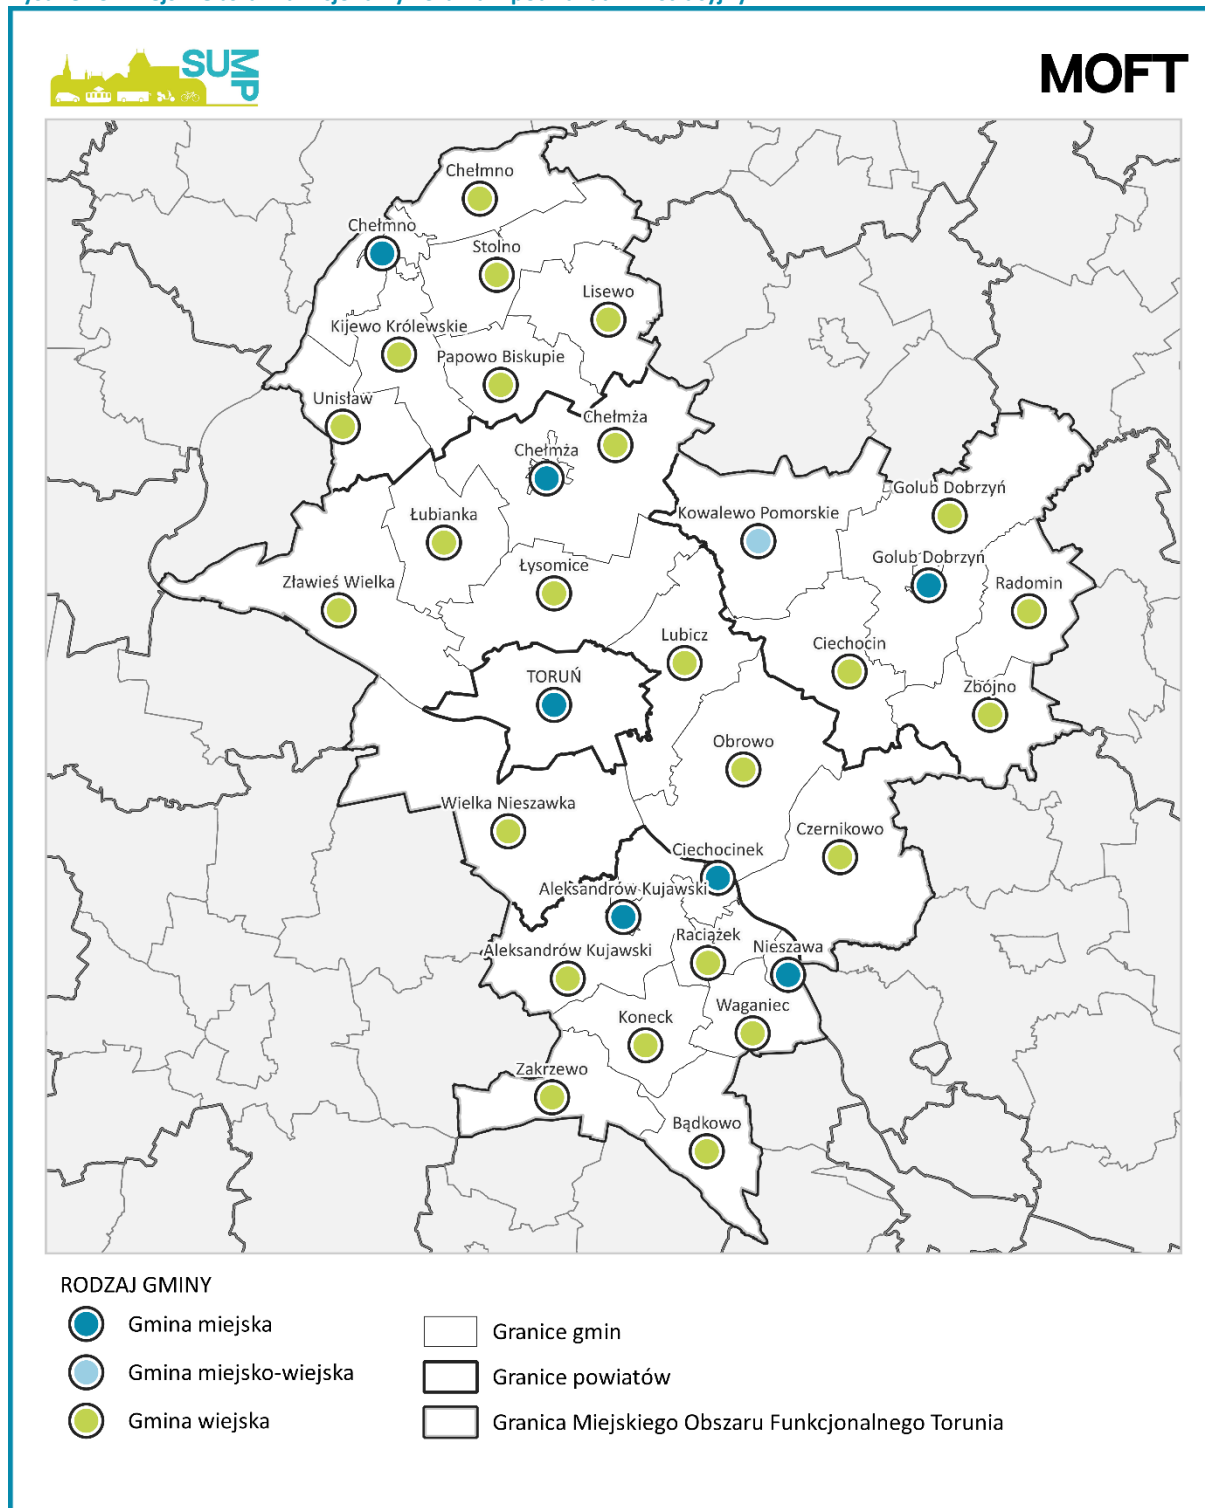 SUMP
MOFT
Chełmno
Chełmno
Stolno
Lisewo
Kijewo Królewskie
Papowo Biskupie
Unisław
Chełmża
Chełmża
Golub Dobrzyń
Łubianka
Kowalewo Pomorskie
Golub Dobrzyń
Łysomice
Zławieś Wielka
Radomin
Lubicz
Ciechocin
TORUŃ
Zbójno
Obrowo
Wielka Nieszawka
Czernikowo
Ciechocinek
Aleksandrów Kujawski
Raciążek
Nieszawa
Aleksandrów Kujawski
Waganiec
Koneck
Zakrzewo
Bądkowo
RODZAJ GMINY
Gmina miejska
Gmina miejsko-wiejska
Gmina wiejska
Granice gmin
Granice powiatów
Granica Miejskiego Obszaru Funkcjonalnego Torunia